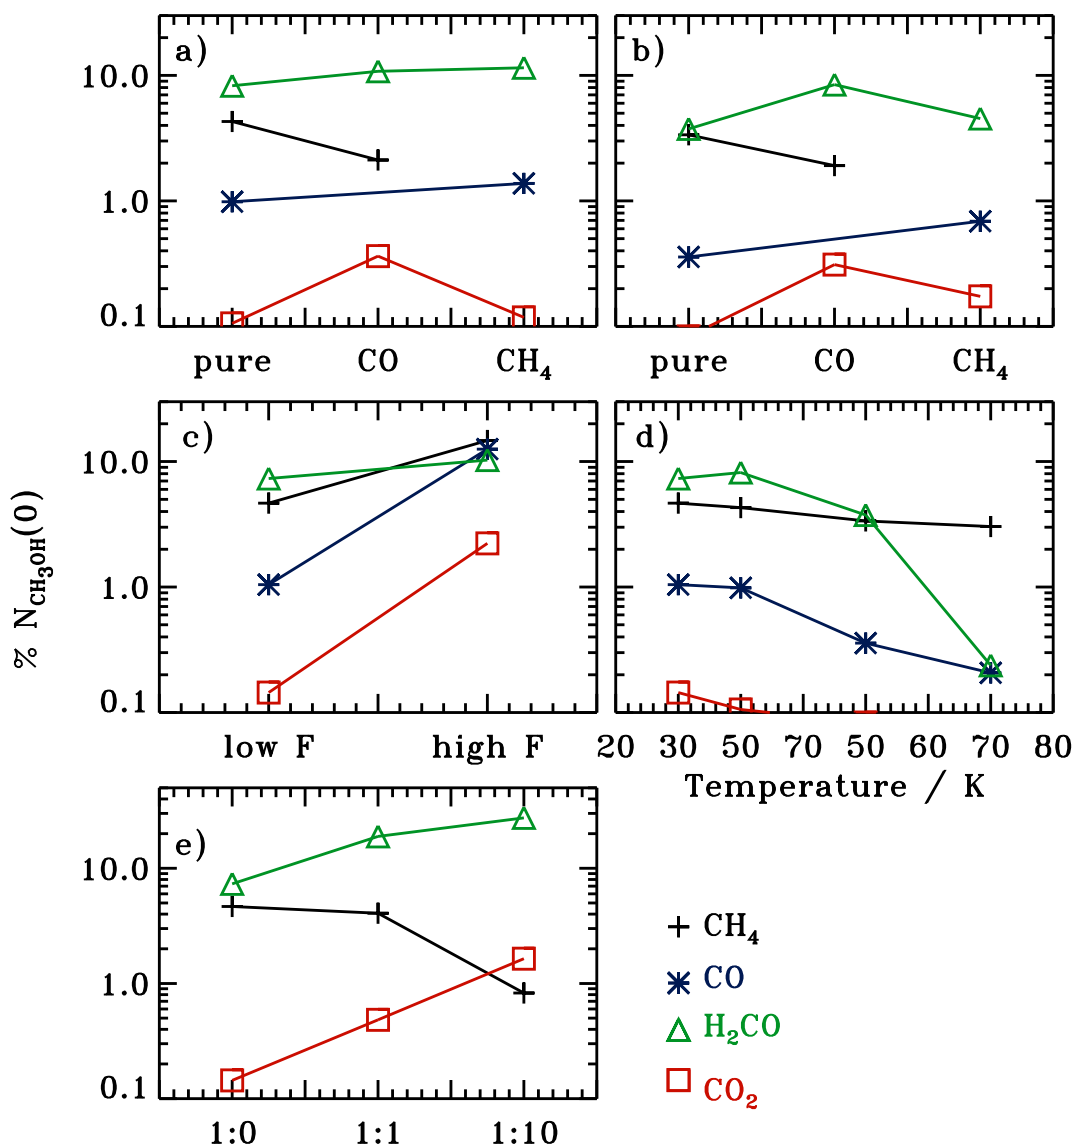 a)
b)
10.0
1.0
0.1
pure CO CH₄
pure CO CH₄
c)
d)
10.0
1.0
0.1
% N_CH₃OH(0)
low F high F
20 30 50 70 50 70 80
Temperature / K
e)
10.0
1.0
0.1
1:0 1:1 1:10
CH₄
CO
H₂CO
CO₂